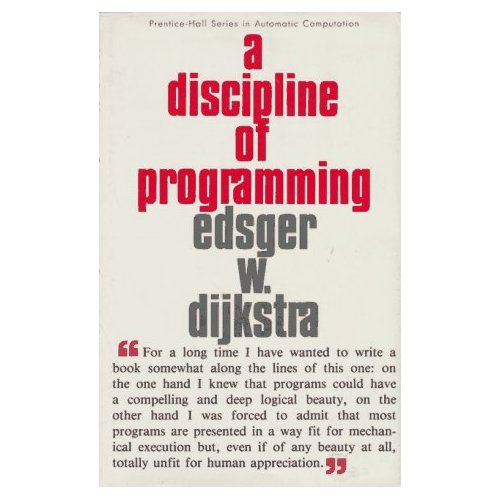 Prentice-Hall Series in Automatic Computation
a
discipline
of
programming
edsger
w.
dijkstra
“For a long time I have wanted to write a
book somewhat along the lines of this one: on
the one hand I knew that programs could have
a compelling and deep logical beauty, on the
other hand I was forced to admit that most
programs are presented in a way fit for mechan-
ical execution but, even if of any beauty at all,
totally unfit for human appreciation.”